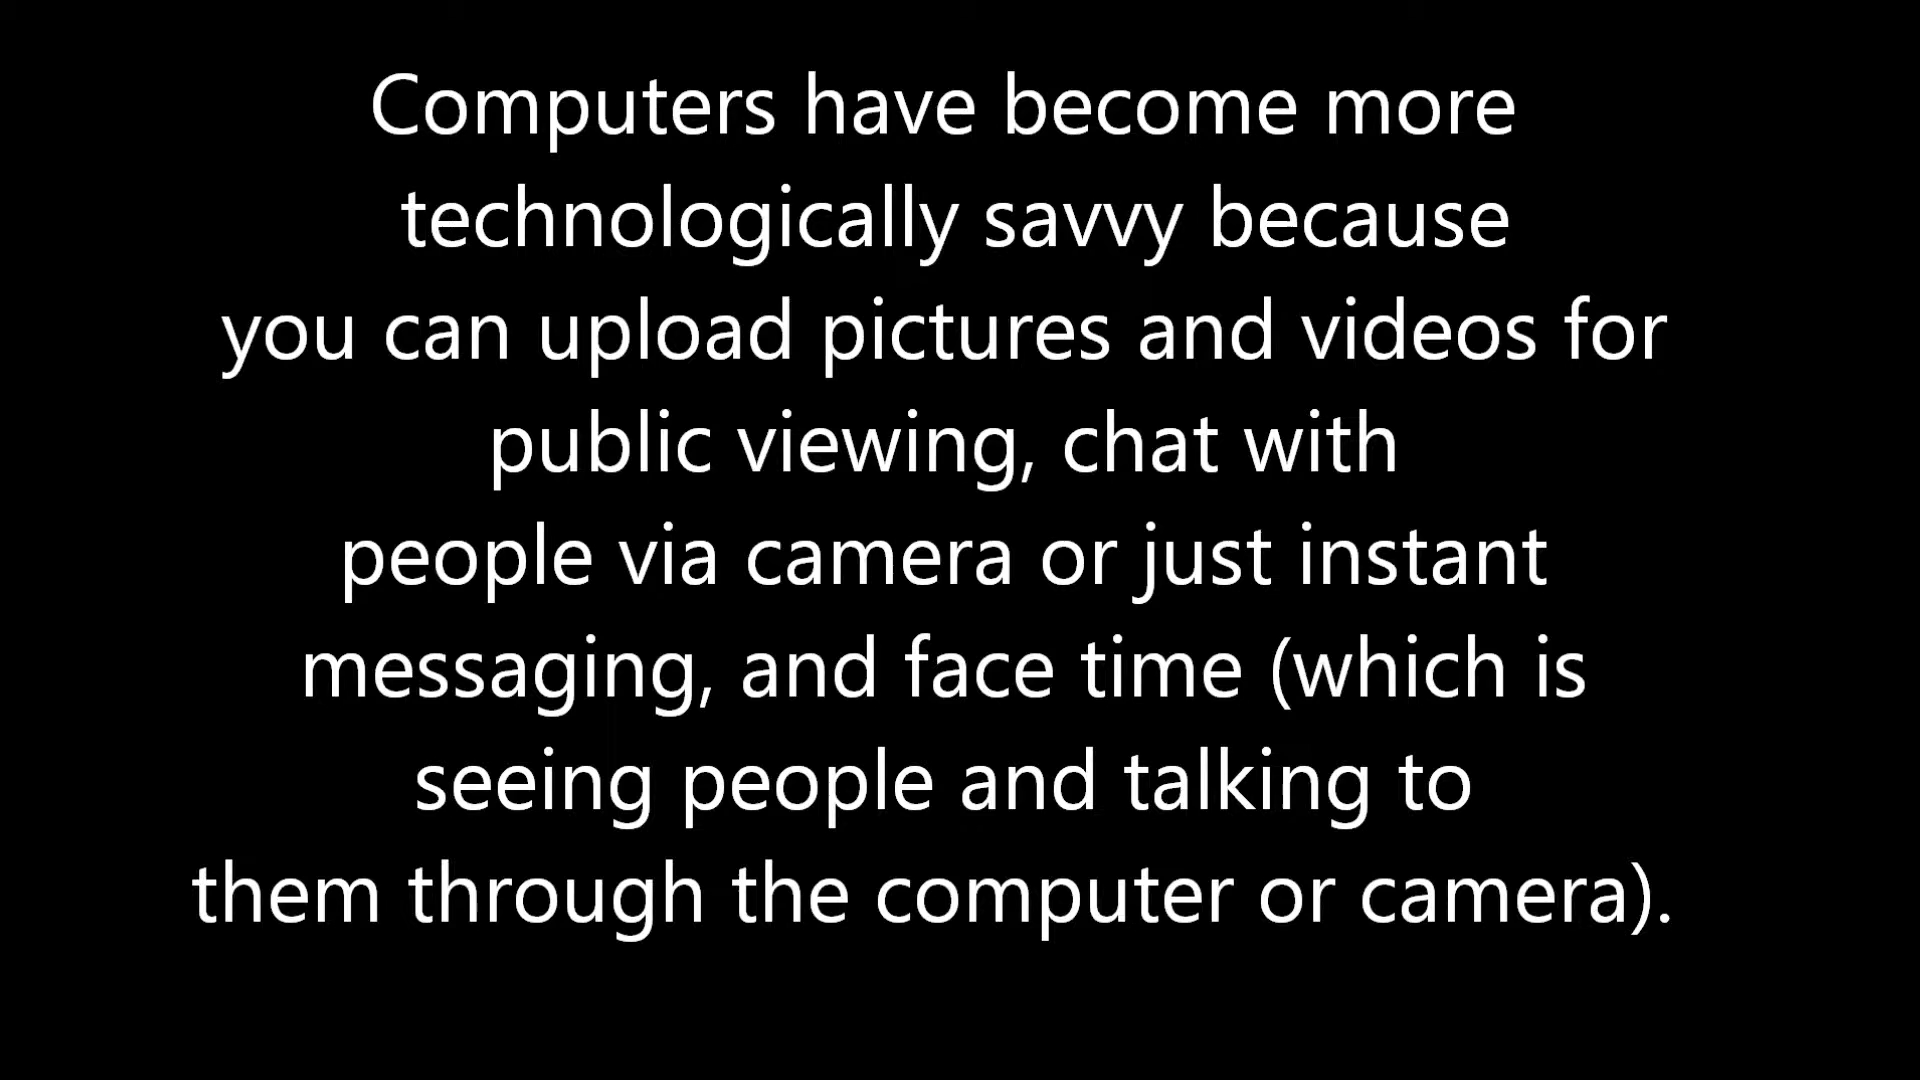 Computers have become more
technologically savvy because
you can upload pictures and videos for
public viewing, chat with
people via camera or just instant
messaging, and face time (which is
seeing people and talking to
them through the computer or camera).